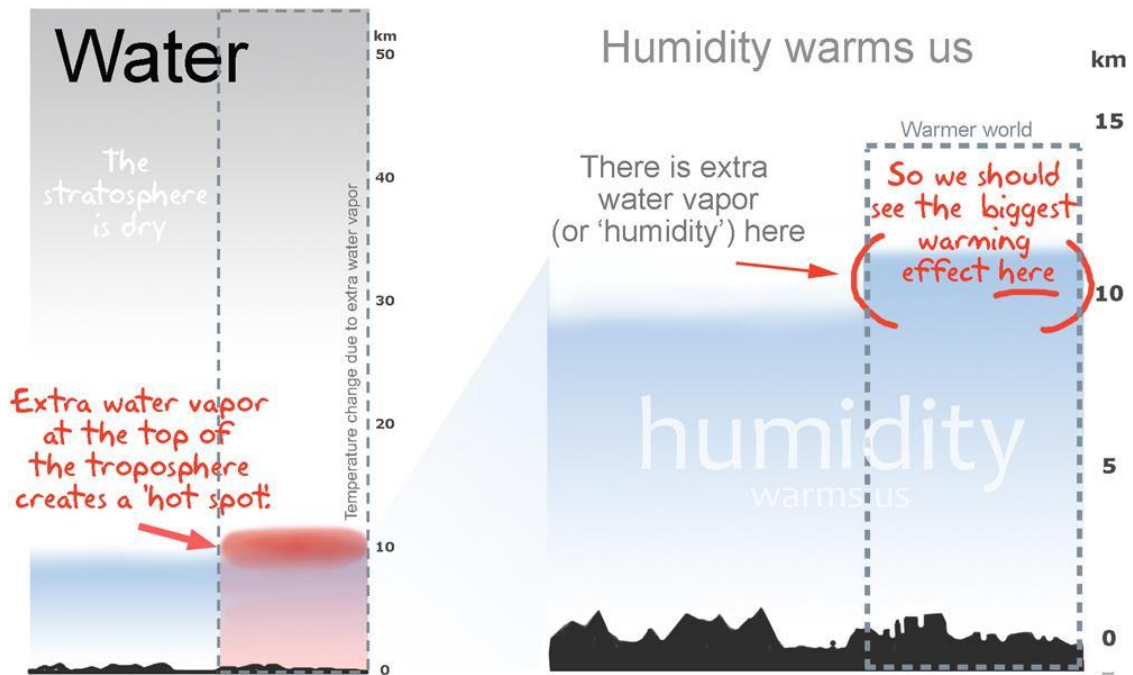 Water
km
50
The
stratosphere
is dry
40
30
Temperature change due to extra water vapor
Extra water vapor
at the top of
the troposphere
creates a 'hot spot'.
20
10
0
Humidity warms us
km
15
Warmer world
There is extra
water vapor
(or 'humidity') here
So we should
see the biggest
warming
effect here
10
humidity
warms us
5
0